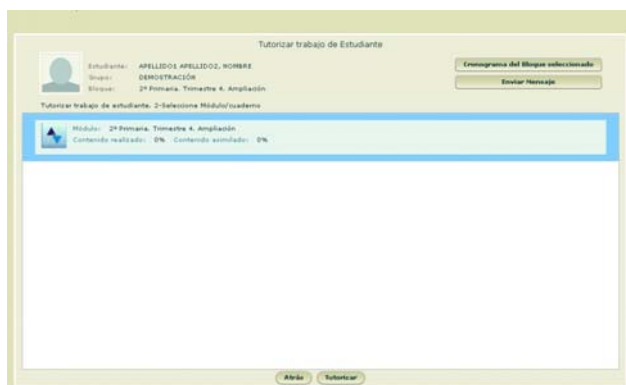 Tutorizar trabajo de Estudiante
Estudiante: APELLIDO1 APELLIDO2, NOMBRE
Grupo: DEMOSTRACIÓN
Bloque: 2º Primaria. Trimestre 4. Ampliación
Cronograma del Bloque seleccionado
Enviar Mensaje
Tutorizar trabajo de estudiante. 2-Seleccione Módulo/cuaderno
Módulo: 2º Primaria. Trimestre 4. Ampliación
Contenido realizado: 0% Contenido asimilado: 0%
Atrás Tutorizar